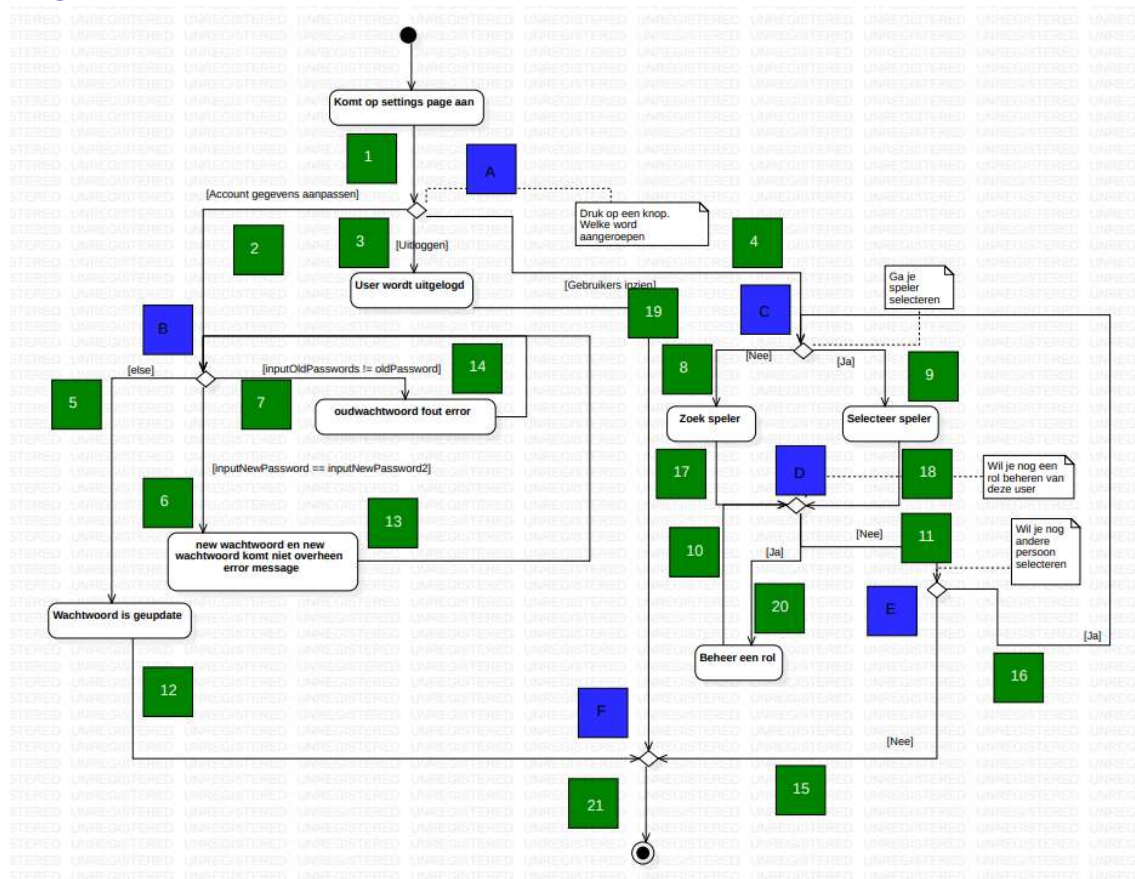 Komt op settings page aan
1
A
[Account gegevens aanpassen]
Druk op een knop.
Welke word
aangeroepen
2
3
[Uitloggen]
4
User wordt uitgelogd
[Gebruikers inzien]
Ga je
speler
selecteren
B
19
C
[else]
[inputOldPasswords != oldPassword]
14
[Nee]
[Ja]
5
7
8
9
oudwachtwoord fout error
Zoek speler
Selecteer speler
[inputNewPassword == inputNewPassword2]
17
D
18
Wil je nog een
rol beheren van
deze user
6
13
new wachtwoord en new
wachtwoord komt niet overheen
error message
10
[Ja]
[Nee]
11
Wil je nog
andere
persoon
selecteren
Wachtwoord is geupdate
20
E
[Ja]
Beheer een rol
16
12
F
[Nee]
15
21
UNREGISTERED